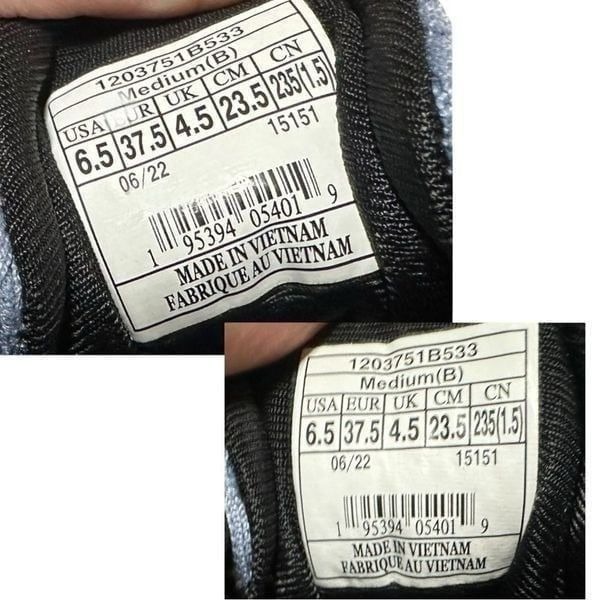 1203751B533
Medium(B)
USA EUR UK CM CN
6.5 37.5 4.5 23.5 235(1.5)
06/22 15151
1 95394 05401 9
MADE IN VIETNAM
FABRIQUE AU VIETNAM
1203751B533
Medium(B)
USA EUR UK CM CN
6.5 37.5 4.5 23.5 235(1.5)
06/22 15151
1 95394 05401 9
MADE IN VIETNAM
FABRIQUE AU VIETNAM